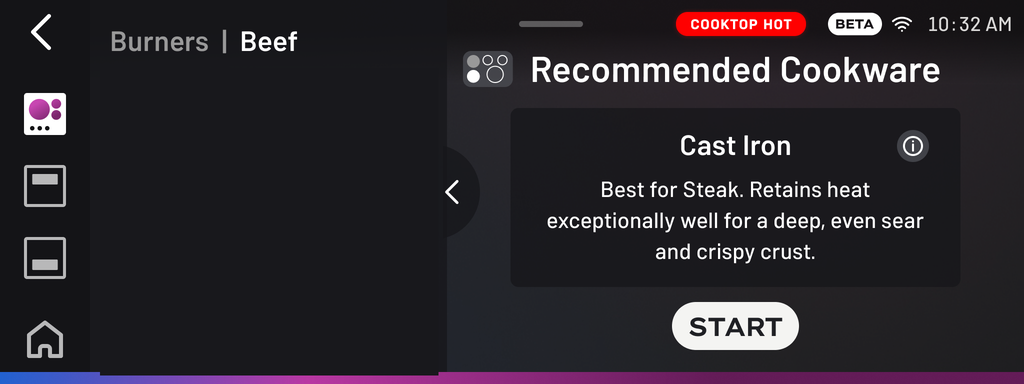 COOKTOP HOT
BETA
10:32 AM
Burners | Beef
Recommended Cookware
Cast Iron
Best for Steak. Retains heat
exceptionally well for a deep, even sear
and crispy crust.
START